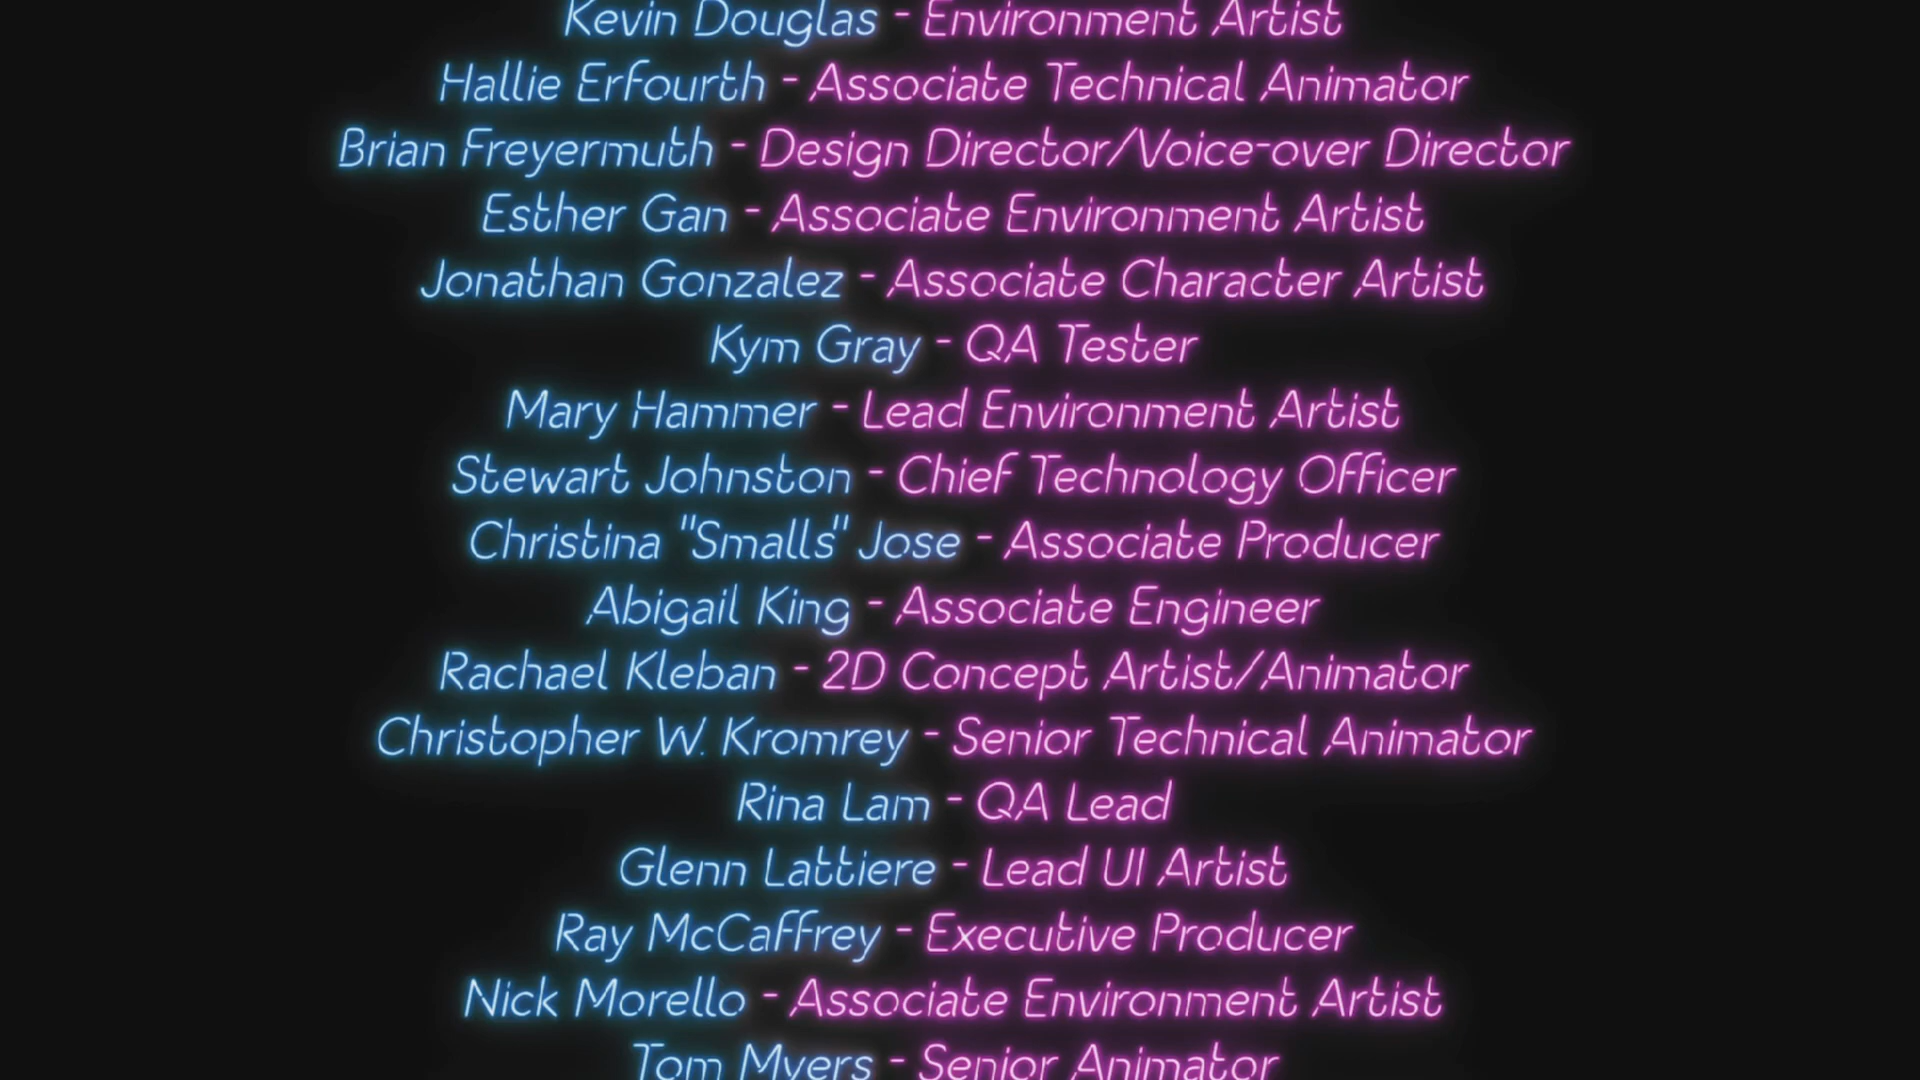 Kevin Douglas - Environment Artist
Hallie Erfourth - Associate Technical Animator
Brian Freyermuth - Design Director/Voice-over Director
Esther Gan - Associate Environment Artist
Jonathan Gonzalez - Associate Character Artist
Kym Gray - QA Tester
Mary Hammer - Lead Environment Artist
Stewart Johnston - Chief Technology Officer
Christina "Smalls" Jose - Associate Producer
Abigail King - Associate Engineer
Rachael Kleban - 2D Concept Artist/Animator
Christopher W. Kromrey - Senior Technical Animator
Rina Lam - QA Lead
Glenn Lattiere - Lead UI Artist
Ray McCaffrey - Executive Producer
Nick Morello - Associate Environment Artist
Tom Myers - Senior Animator